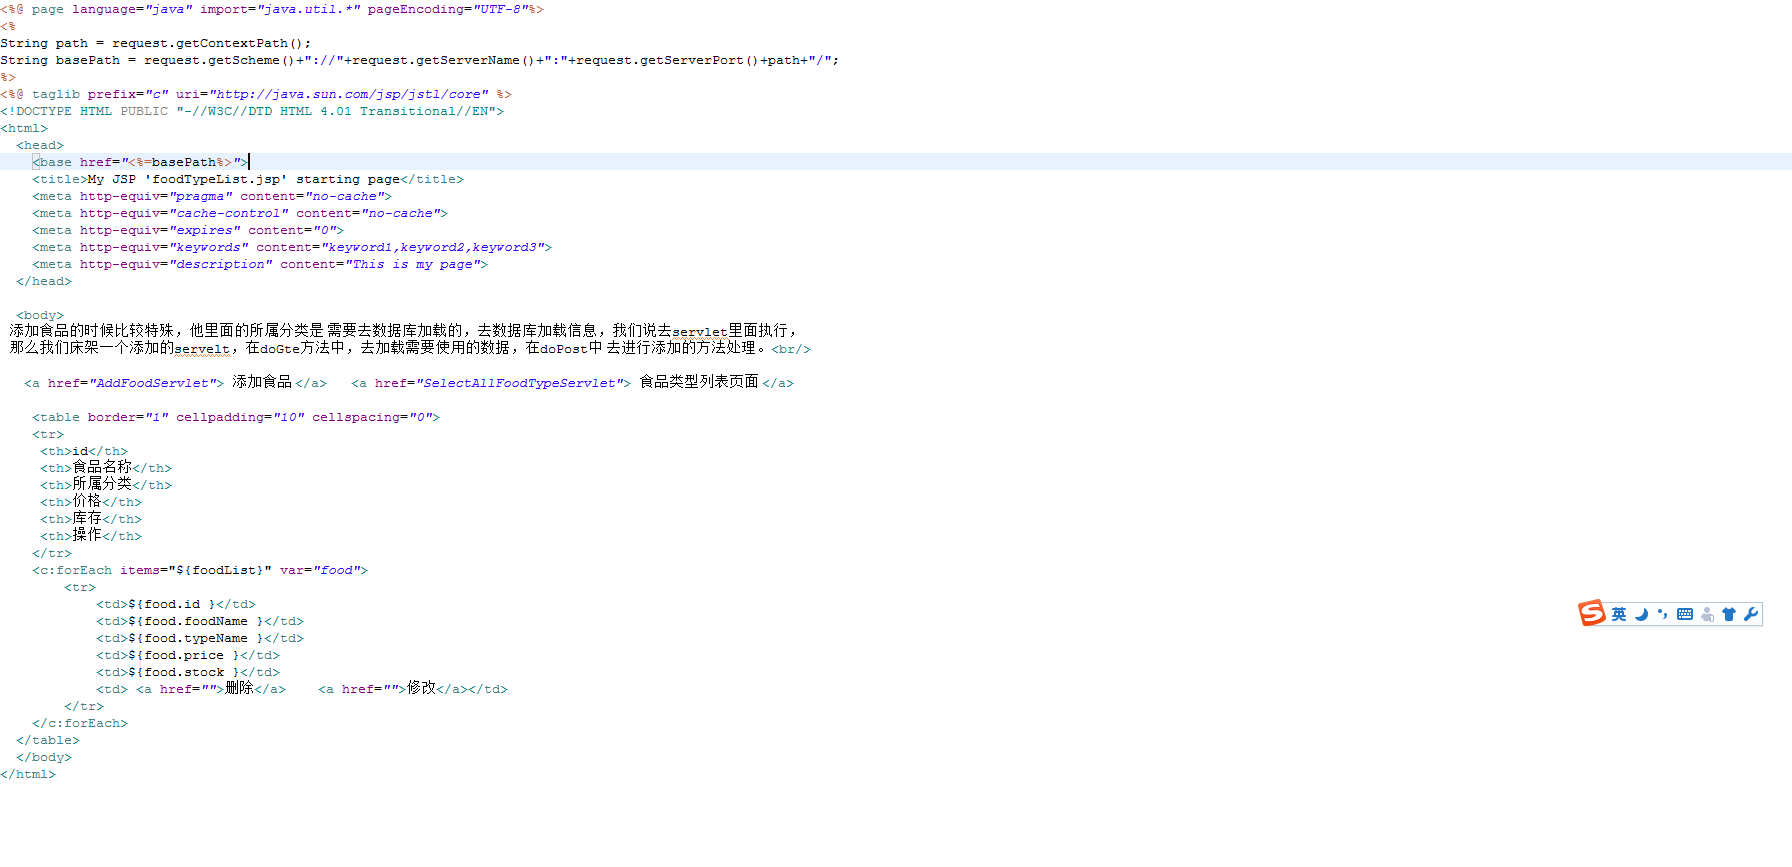 <%@ page language="java" import="java.util.*" pageEncoding="UTF-8"%>
<%
String path = request.getContextPath();
String basePath = request.getScheme()+"://"+request.getServerName()+":"+request.getServerPort()+path+"/";
%>
<%@ taglib prefix="c" uri="http://java.sun.com/jsp/jstl/core" %>
<!DOCTYPE HTML PUBLIC "-//W3C//DTD HTML 4.01 Transitional//EN">
<html>
<head>
<base href="<%=basePath%>">
<title>My JSP 'foodTypeList.jsp' starting page</title>
<meta http-equiv="pragma" content="no-cache">
<meta http-equiv="cache-control" content="no-cache">
<meta http-equiv="expires" content="0">
<meta http-equiv="keywords" content="keyword1,keyword2,keyword3">
<meta http-equiv="description" content="This is my page">
</head>
<body>
添加食品的时候比较特殊，他里面的所属分类是 需要去数据库加载的，去数据库加载信息，我们说去servlet里面执行，
那么我们床架一个添加的servelt，在doGte方法中，去加载需要使用的数据，在doPost中 去进行添加的方法处理。<br/>
<a href="AddFoodServlet"> 添加食品</a> <a href="SelectAllFoodTypeServlet"> 食品类型列表页面</a>
<table border="1" cellpadding="10" cellspacing="0">
<tr>
<th>id</th>
<th>食品名称</th>
<th>所属分类</th>
<th>价格</th>
<th>库存</th>
<th>操作</th>
</tr>
<c:forEach items="${foodList}" var="food">
<tr>
<td>${food.id }</td>
<td>${food.foodName }</td>
<td>${food.typeName }</td>
<td>${food.price }</td>
<td>${food.stock }</td>
<td> <a href="">删除</a> <a href="">修改</a></td>
</tr>
</c:forEach>
</table>
</body>
</html>
S 英